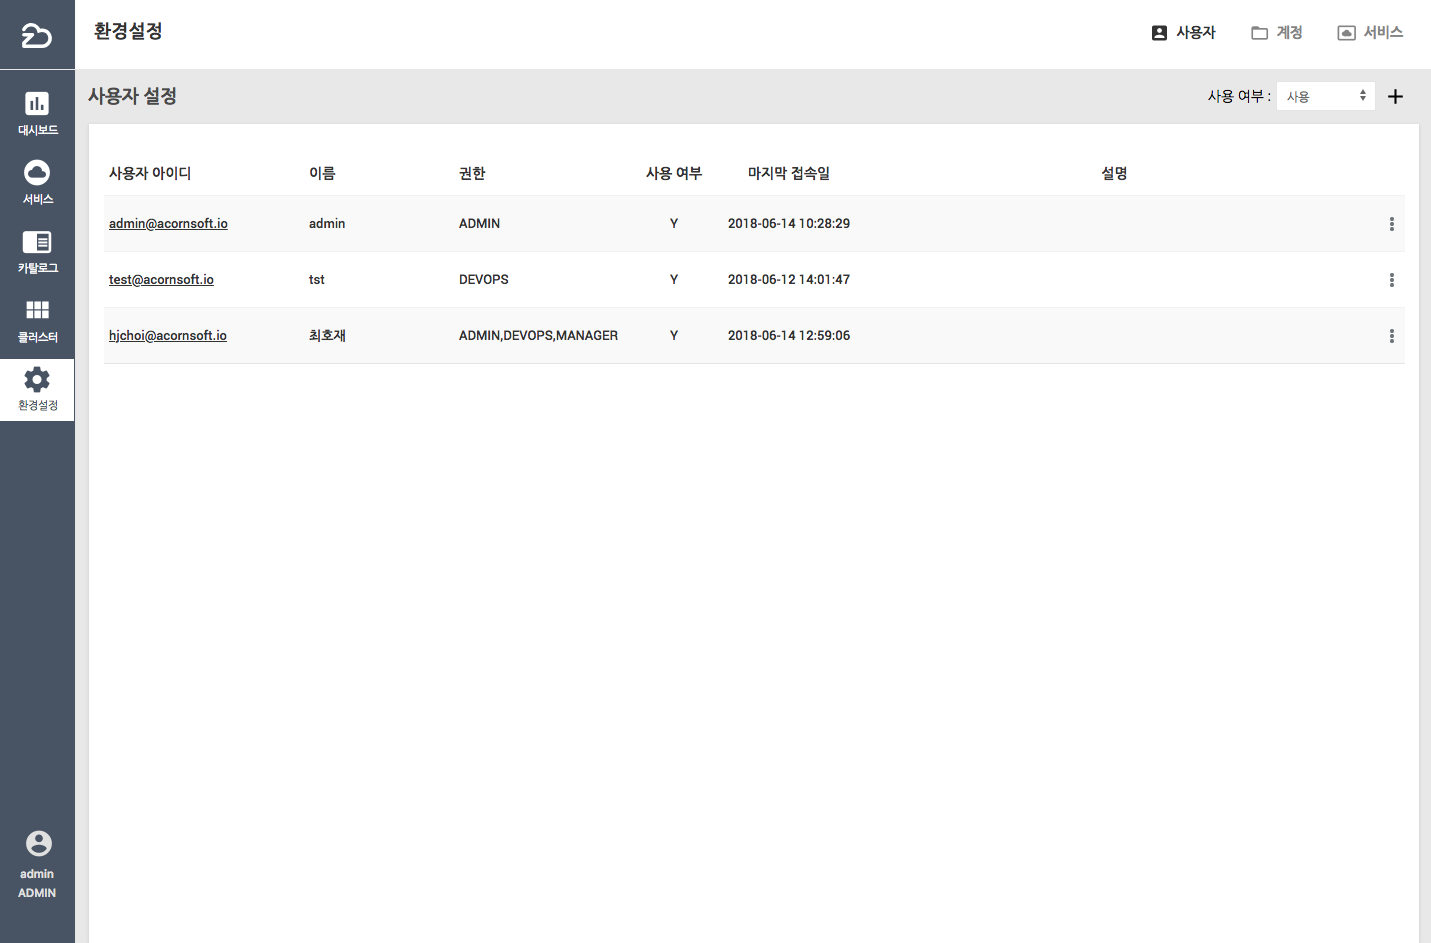 환경설정
사용자 계정 서비스
대시보드
서비스
카탈로그
클러스터
환경설정
admin
ADMIN
사용자 설정
사용 여부 : 사용
사용자 아이디 이름 권한 사용 여부 마지막 접속일 설명
admin@acornsoft.io admin ADMIN Y 2018-06-14 10:28:29
test@acornsoft.io tst DEVOPS Y 2018-06-12 14:01:47
hjchoi@acornsoft.io 최호재 ADMIN,DEVOPS,MANAGER Y 2018-06-14 12:59:06